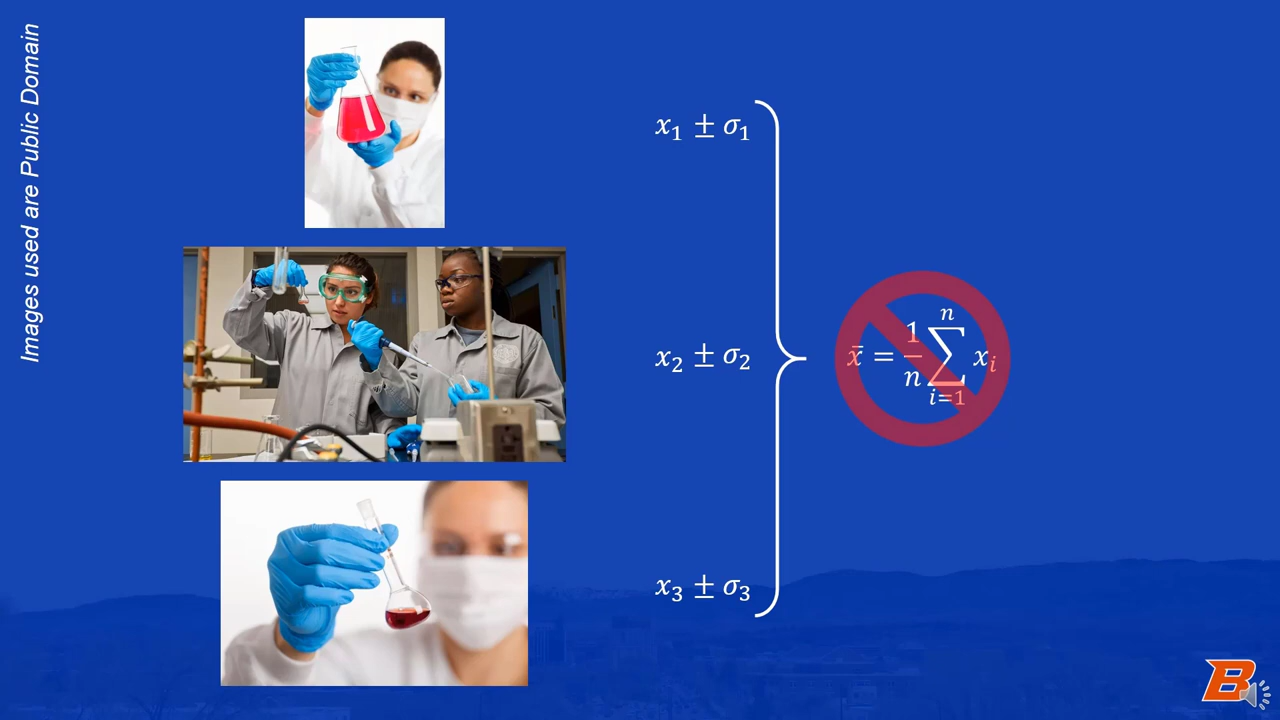 Images used are Public Domain
x₁ ± σ₁
x₂ ± σ₂
x̄ = 1/n ∑ᵢ₌₁ⁿ xᵢ
x₃ ± σ₃
B